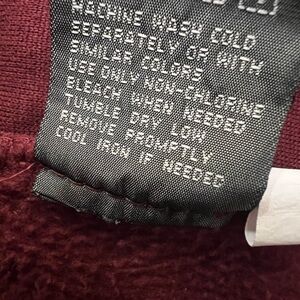 MACHINE WASH COLD
SEPARATELY OR WITH
SIMILAR COLORS
USE ONLY NON-CHLORINE
BLEACH WHEN NEEDED
TUMBLE DRY LOW
REMOVE PROMPTLY
COOL IRON IF NEEDED